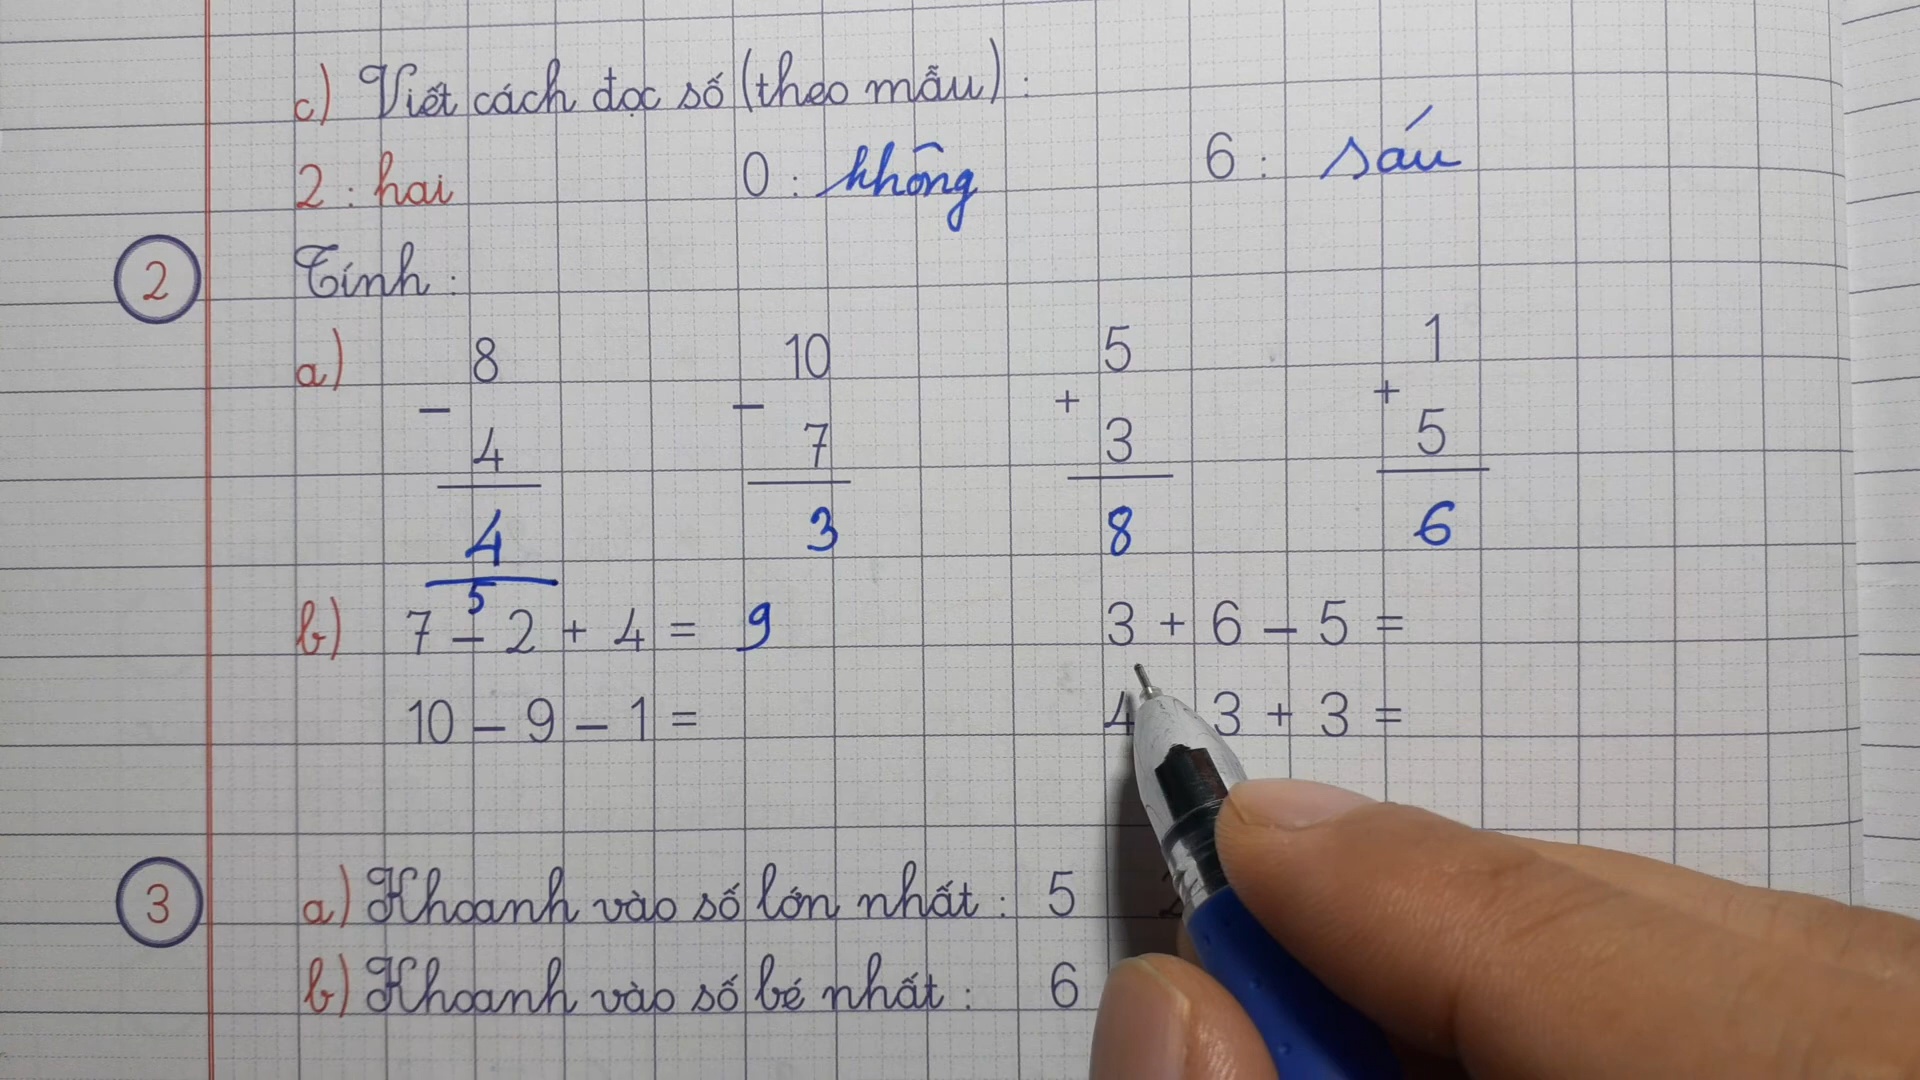 c) Viết cách đọc số (theo mẫu):
2: hai 0: không 6: sáu
2 Tính:
a) 8 10 5 1
− − + +
4 7 3 5
4 3 8 6
5
b) 7 − 2 + 4 = 9 3 + 6 − 5 =
10 − 9 − 1 = 4 3 + 3 =
3 a) Khoanh vào số lớn nhất: 5
b) Khoanh vào số bé nhất: 6